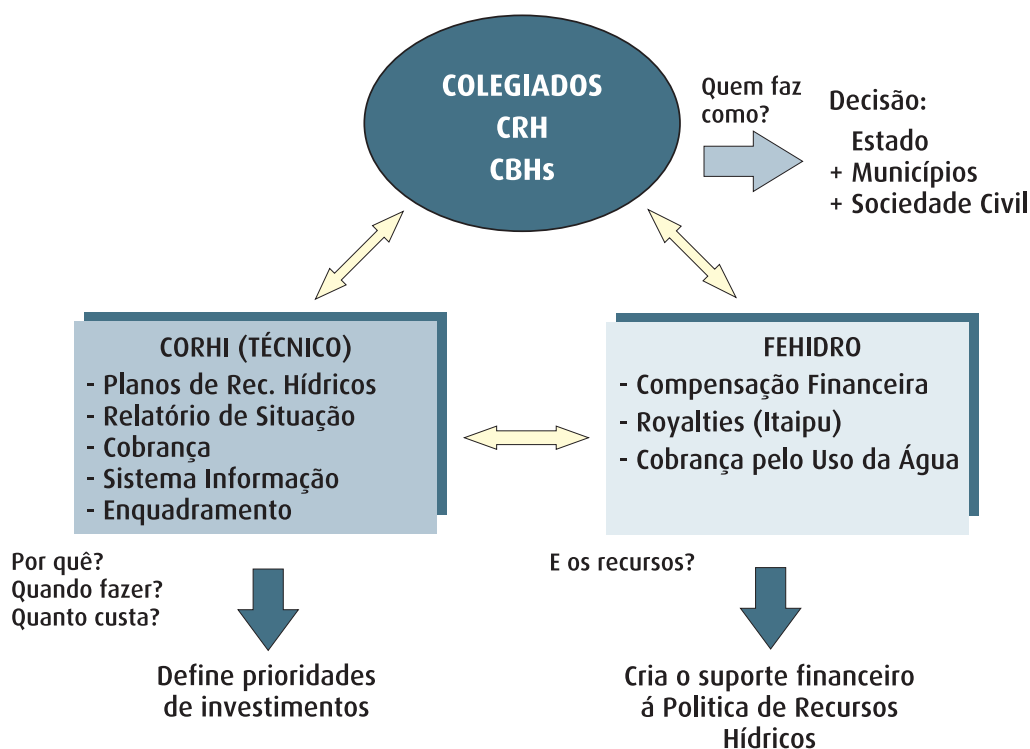 COLEGIADOS
CRH
CBHs
Quem faz
como?
Decisão:
Estado
+ Municípios
+ Sociedade Civil
CORHI (TÉCNICO)
- Planos de Rec. Hídricos
- Relatório de Situação
- Cobrança
- Sistema Informação
- Enquadramento
FEHIDRO
- Compensação Financeira
- Royalties (Itaipu)
- Cobrança pelo Uso da Água
Por quê?
Quando fazer?
Quanto custa?
E os recursos?
Define prioridades
de investimentos
Cria o suporte financeiro
á Politica de Recursos
Hídricos